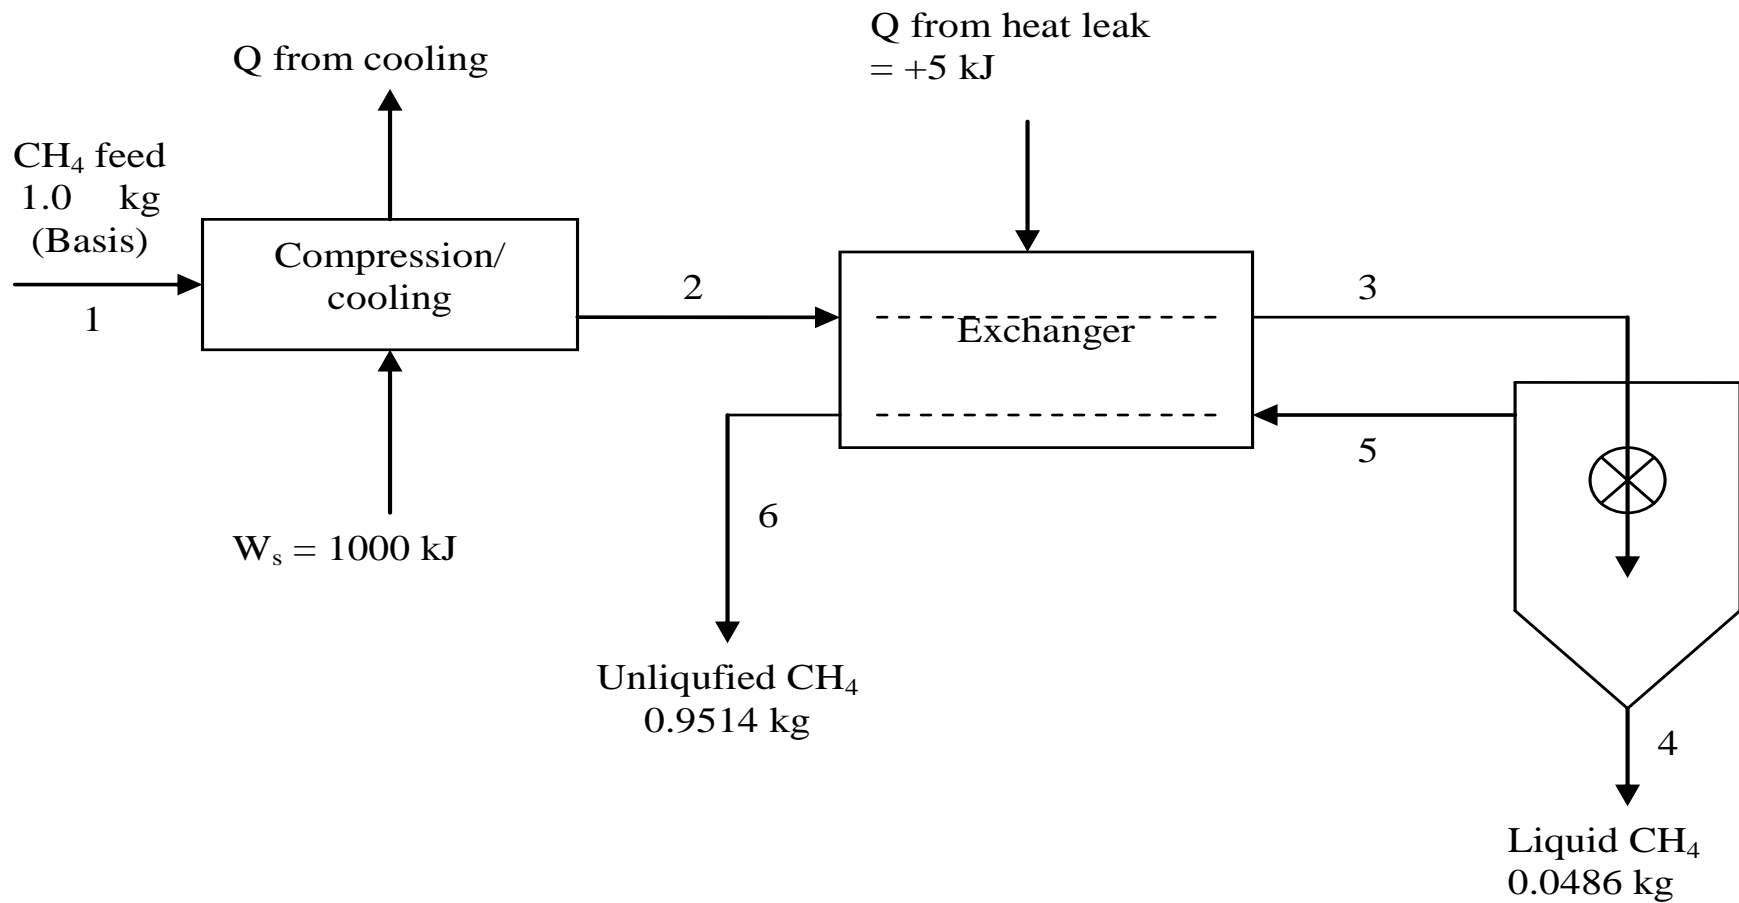 Q from cooling
Q from heat leak
= +5 kJ
CH₄ feed
1.0 kg
(Basis)
1
Compression/
cooling
2
Exchanger
3
5
Wₛ = 1000 kJ
6
Unliqufied CH₄
0.9514 kg
4
Liquid CH₄
0.0486 kg